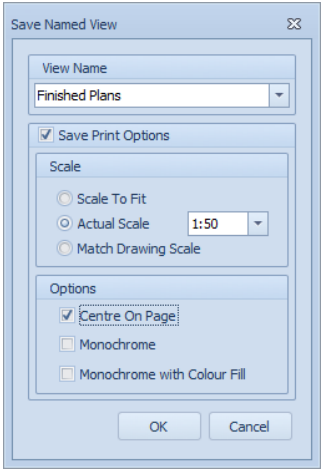 Save Named View
View Name
Finished Plans
Save Print Options
Scale
Scale To Fit
Actual Scale 1:50
Match Drawing Scale
Options
Centre On Page
Monochrome
Monochrome with Colour Fill
OK Cancel